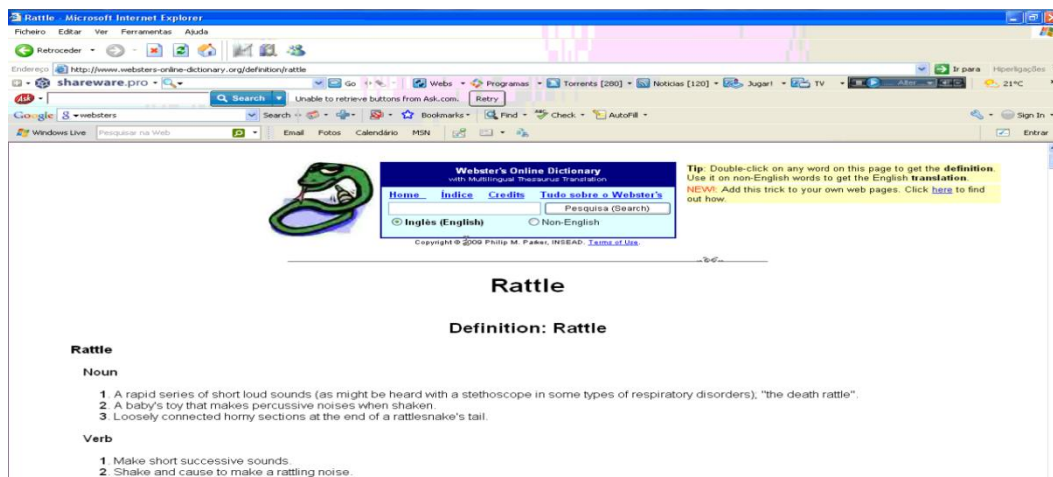 Rattle - Microsoft Internet Explorer
Ficheiro Editar Ver Ferramentas Ajuda
Retroceder
Endereço http://www.websters-online-dictionary.org/definition/rattle Ir para Hiperligações
shareware.pro Go Webs Programas Torrents [280] Notícias [120] Jugar! TV 21°C
Ask Search Unable to retrieve buttons from Ask.com. Retry
Google websters Search Bookmarks Find Check AutoFill Sign In
Windows Live Pesquisar na Web Email Fotos Calendário MSN Entrar
Webster's Online Dictionary
with Multilingual Thesaurus Translation
Home Índice Credits Tudo sobre o Webster's
Pesquisa (Search)
Inglês (English) Non-English
Copyright © 2009 Philip M. Parker, INSEAD. Terms of Use.
Tip: Double-click on any word on this page to get the definition.
Use it on non-English words to get the English translation.
NEW!: Add this trick to your own web pages. Click here to find
out how.
Rattle
Definition: Rattle
Rattle
Noun
1. A rapid series of short loud sounds (as might be heard with a stethoscope in some types of respiratory disorders); "the death rattle".
2. A baby's toy that makes percussive noises when shaken.
3. Loosely connected horny sections at the end of a rattlesnake's tail.
Verb
1. Make short successive sounds.
2. Shake and cause to make a rattling noise.